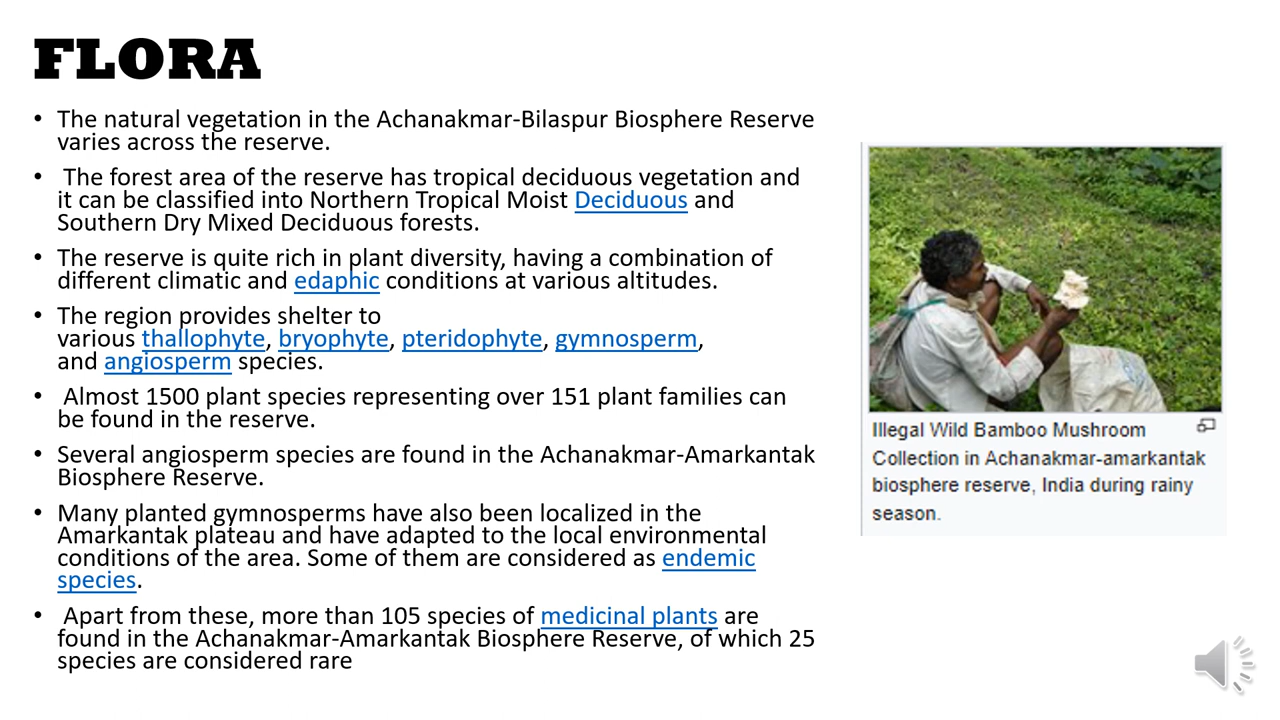 FLORA
• The natural vegetation in the Achanakmar-Bilaspur Biosphere Reserve
varies across the reserve.
• The forest area of the reserve has tropical deciduous vegetation and
it can be classified into Northern Tropical Moist Deciduous and
Southern Dry Mixed Deciduous forests.
• The reserve is quite rich in plant diversity, having a combination of
different climatic and edaphic conditions at various altitudes.
• The region provides shelter to
various thallophyte, bryophyte, pteridophyte, gymnosperm,
and angiosperm species.
• Almost 1500 plant species representing over 151 plant families can
be found in the reserve.
• Several angiosperm species are found in the Achanakmar-Amarkantak
Biosphere Reserve.
• Many planted gymnosperms have also been localized in the
Amarkantak plateau and have adapted to the local environmental
conditions of the area. Some of them are considered as endemic
species.
• Apart from these, more than 105 species of medicinal plants are
found in the Achanakmar-Amarkantak Biosphere Reserve, of which 25
species are considered rare
Illegal Wild Bamboo Mushroom
Collection in Achanakmar-amarkantak
biosphere reserve, India during rainy
season.